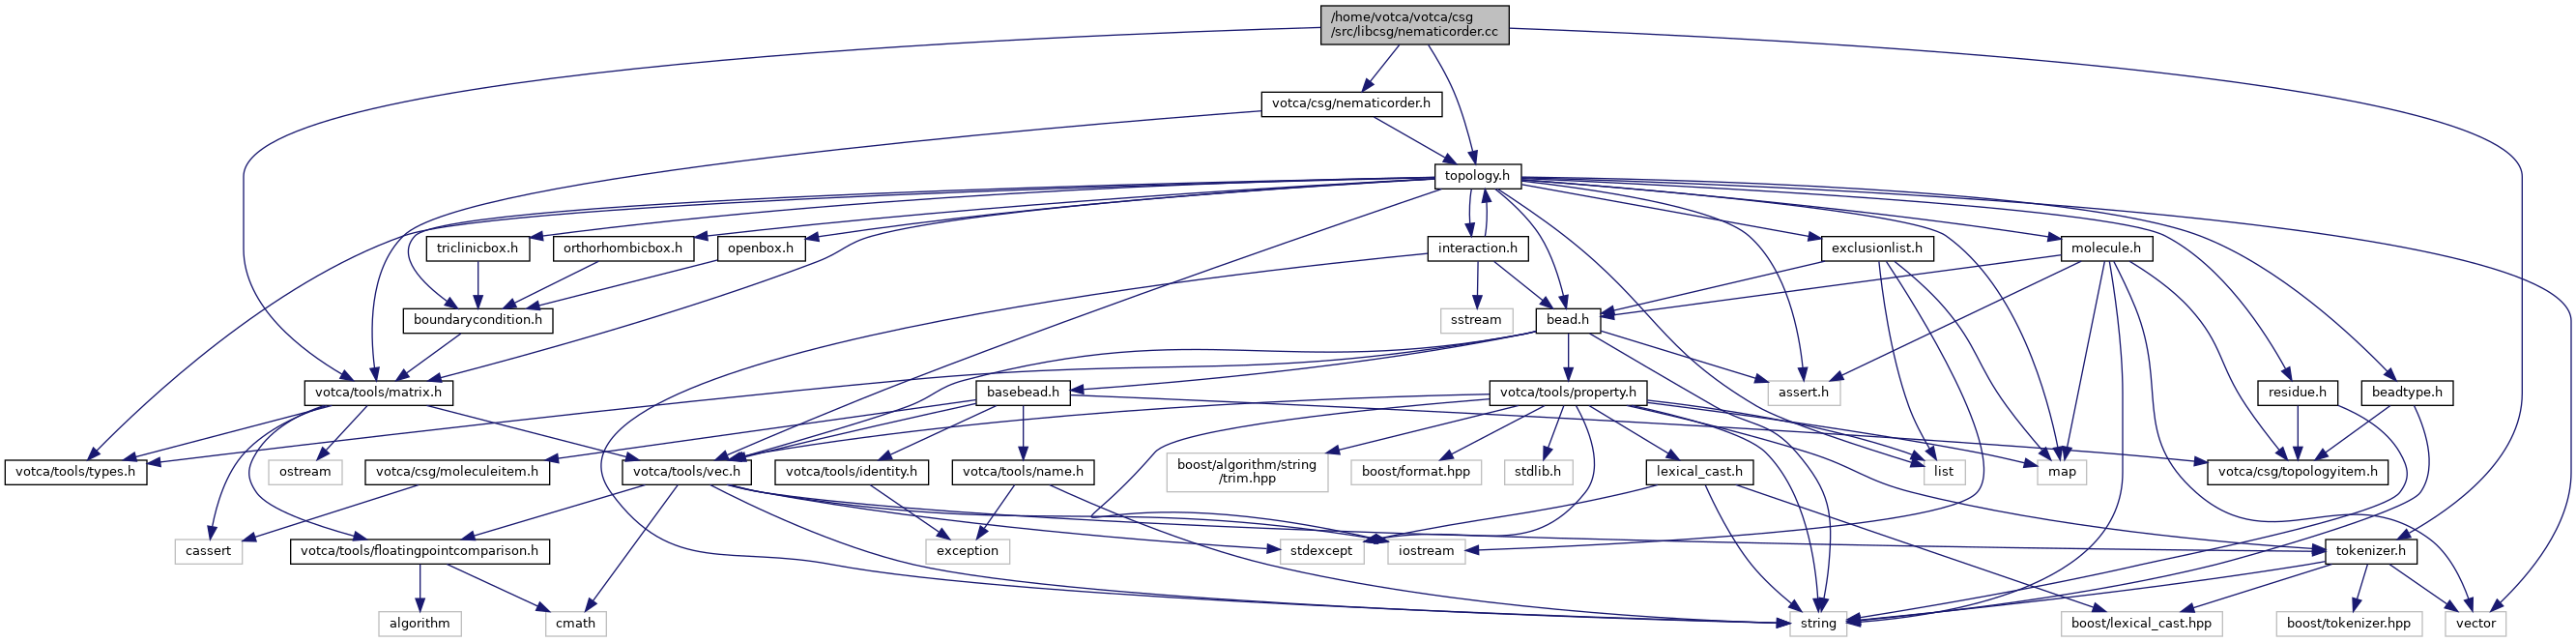 /home/votca/votca/csg
/src/libcsg/nematicorder.cc
votca/csg/nematicorder.h
topology.h
triclinicbox.h
orthorhombicbox.h
openbox.h
interaction.h
exclusionlist.h
molecule.h
boundarycondition.h
sstream
bead.h
votca/tools/matrix.h
basebead.h
votca/tools/property.h
assert.h
residue.h
beadtype.h
votca/tools/types.h
ostream
votca/csg/moleculeitem.h
votca/tools/vec.h
votca/tools/identity.h
votca/tools/name.h
boost/algorithm/string
/trim.hpp
boost/format.hpp
stdlib.h
lexical_cast.h
list
map
votca/csg/topologyitem.h
cassert
votca/tools/floatingpointcomparison.h
exception
stdexcept
iostream
tokenizer.h
algorithm
cmath
string
boost/lexical_cast.hpp
boost/tokenizer.hpp
vector